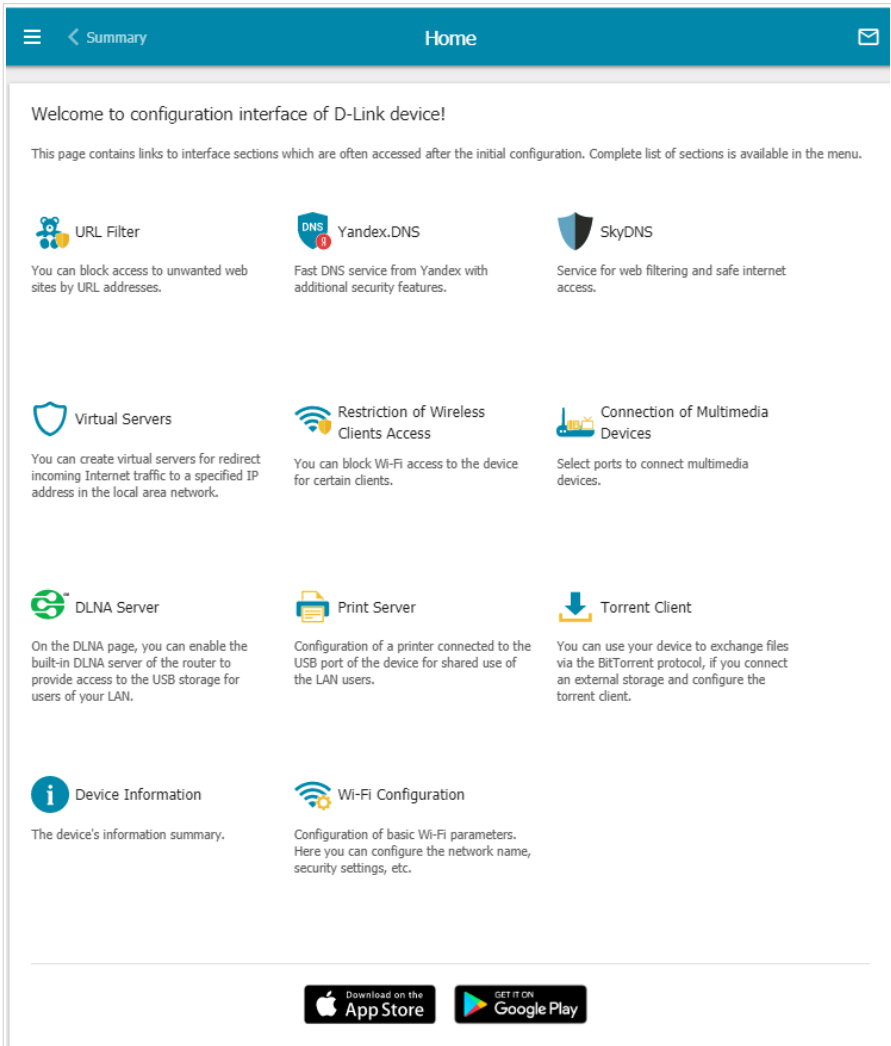 Summary
Home
Welcome to configuration interface of D-Link device!
This page contains links to interface sections which are often accessed after the initial configuration. Complete list of sections is available in the menu.
URL Filter
You can block access to unwanted web
sites by URL addresses.
DNS
Я
Yandex.DNS
Fast DNS service from Yandex with
additional security features.
SkyDNS
Service for web filtering and safe internet
access.
Virtual Servers
You can create virtual servers for redirect
incoming Internet traffic to a specified IP
address in the local area network.
Restriction of Wireless
Clients Access
You can block Wi-Fi access to the device
for certain clients.
Connection of Multimedia
Devices
Select ports to connect multimedia
devices.
DLNA Server
On the DLNA page, you can enable the
built-in DLNA server of the router to
provide access to the USB storage for
users of your LAN.
Print Server
Configuration of a printer connected to the
USB port of the device for shared use of
the LAN users.
Torrent Client
You can use your device to exchange files
via the BitTorrent protocol, if you connect
an external storage and configure the
torrent client.
Device Information
The device's information summary.
Wi-Fi Configuration
Configuration of basic Wi-Fi parameters.
Here you can configure the network name,
security settings, etc.
Download on the
App Store
GET IT ON
Google Play